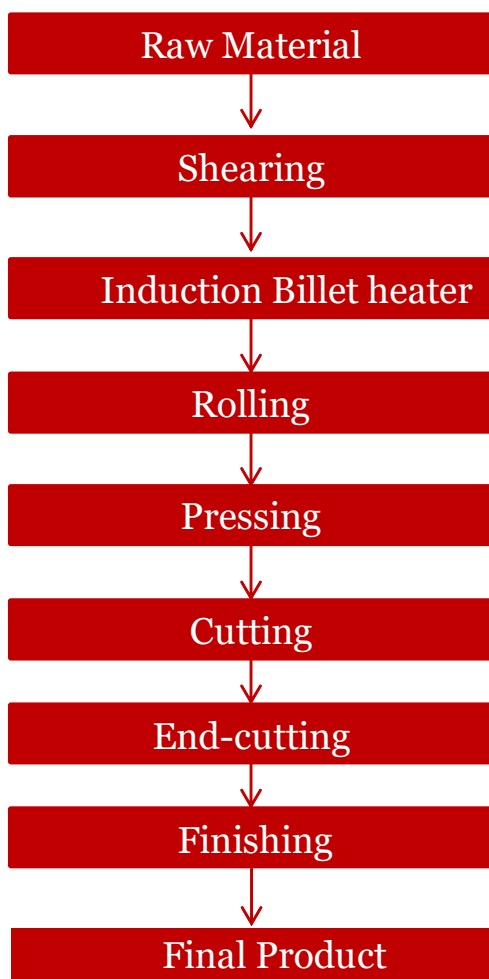 Raw Material
Shearing
Induction Billet heater
Rolling
Pressing
Cutting
End-cutting
Finishing
Final Product